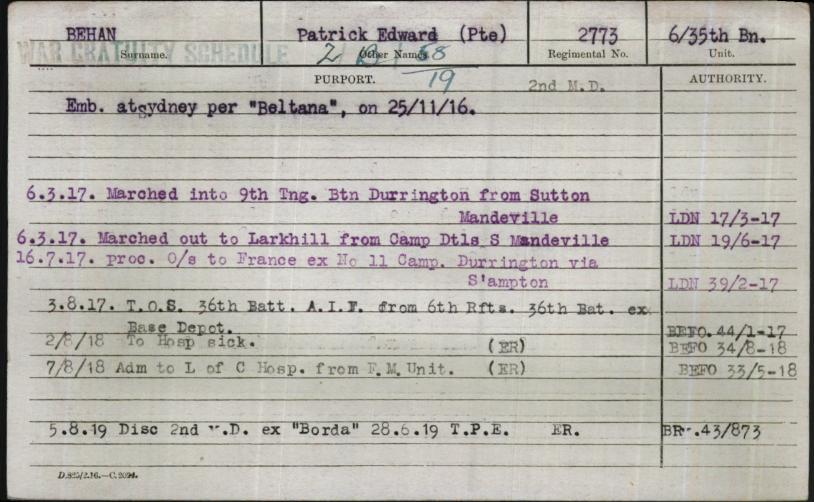 BEHAN Patrick Edward (Pte) 2773 6/35th Bn.
WAR GRATUITY SCHEDULE
Surname. Other Names. Regimental No. Unit.
58
19
PURPORT. 2nd M.D. AUTHORITY.
Emb. atsydney per "Beltana", on 25/11/16.
6.3.17. Marched into 9th Tng. Btn Durrington from Sutton
Mandeville LDN 17/3-17
6.3.17. Marched out to Larkhill from Camp Dtls S Mandeville LDN 19/6-17
16.7.17. proc. O/s to France ex No 11 Camp. Durrington via
S'ampton LDN 39/2-17
3.8.17. T.O.S. 36th Batt. A.I.F. from 6th Rfts. 36th Bat. ex
Base Depot. BEFO. 44/1-17
2/8/18 To Hosp sick. (ER) BEFO 34/8-18
7/8/18 Adm to L of C Hosp. from F.M.Unit. (ER) BEFO 33/5-18
5.8.19 Disc 2nd .D. ex "Borda" 28.6.19 T.P.E. ER. BR .43/873
D.825/2.16.—C.2094.